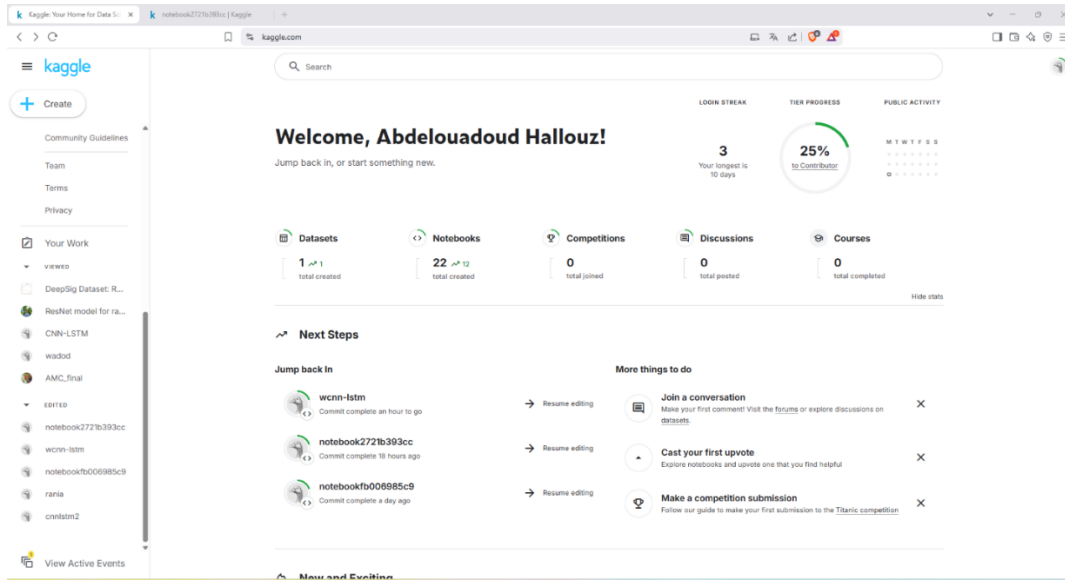 Kaggle: Your Home for Data Sci
notebook2721b393cc | Kaggle
kaggle.com
kaggle
Search
Create
Community Guidelines
Team
Terms
Privacy
Your Work
VIEWED
DeepSig Dataset: R...
ResNet model for ra...
CNN-LSTM
wadod
AMC_final
EDITED
notebook2721b393cc
wcnn-lstm
notebookfb006985c9
rania
cnnlstm2
View Active Events
Welcome, Abdelouadoud Hallouz!
Jump back in, or start something new.
LOGIN STREAK
3
Your longest is
10 days
TIER PROGRESS
25%
to Contributor
PUBLIC ACTIVITY
M T W T F S S
Datasets
1 1
total created
Notebooks
22 12
total created
Competitions
0
total joined
Discussions
0
total posted
Courses
0
total completed
Hide stats
Next Steps
Jump back In
wcnn-lstm
Commit complete an hour to go
Resume editing
notebook2721b393cc
Commit complete 18 hours ago
Resume editing
notebookfb006985c9
Commit complete a day ago
Resume editing
More things to do
Join a conversation
Make your first comment! Visit the forums or explore discussions on
datasets.
Cast your first upvote
Explore notebooks and upvote one that you find helpful
Make a competition submission
Follow our guide to make your first submission to the Titanic competition
New and Exciting